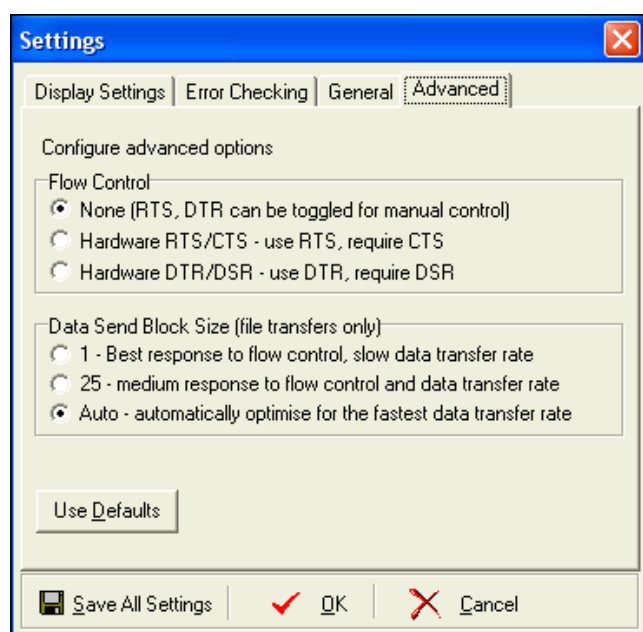 Settings
Display Settings Error Checking General Advanced
Configure advanced options
Flow Control
None (RTS, DTR can be toggled for manual control)
Hardware RTS/CTS - use RTS, require CTS
Hardware DTR/DSR - use DTR, require DSR
Data Send Block Size (file transfers only)
1 - Best response to flow control, slow data transfer rate
25 - medium response to flow control and data transfer rate
Auto - automatically optimise for the fastest data transfer rate
Use Defaults
Save All Settings OK Cancel